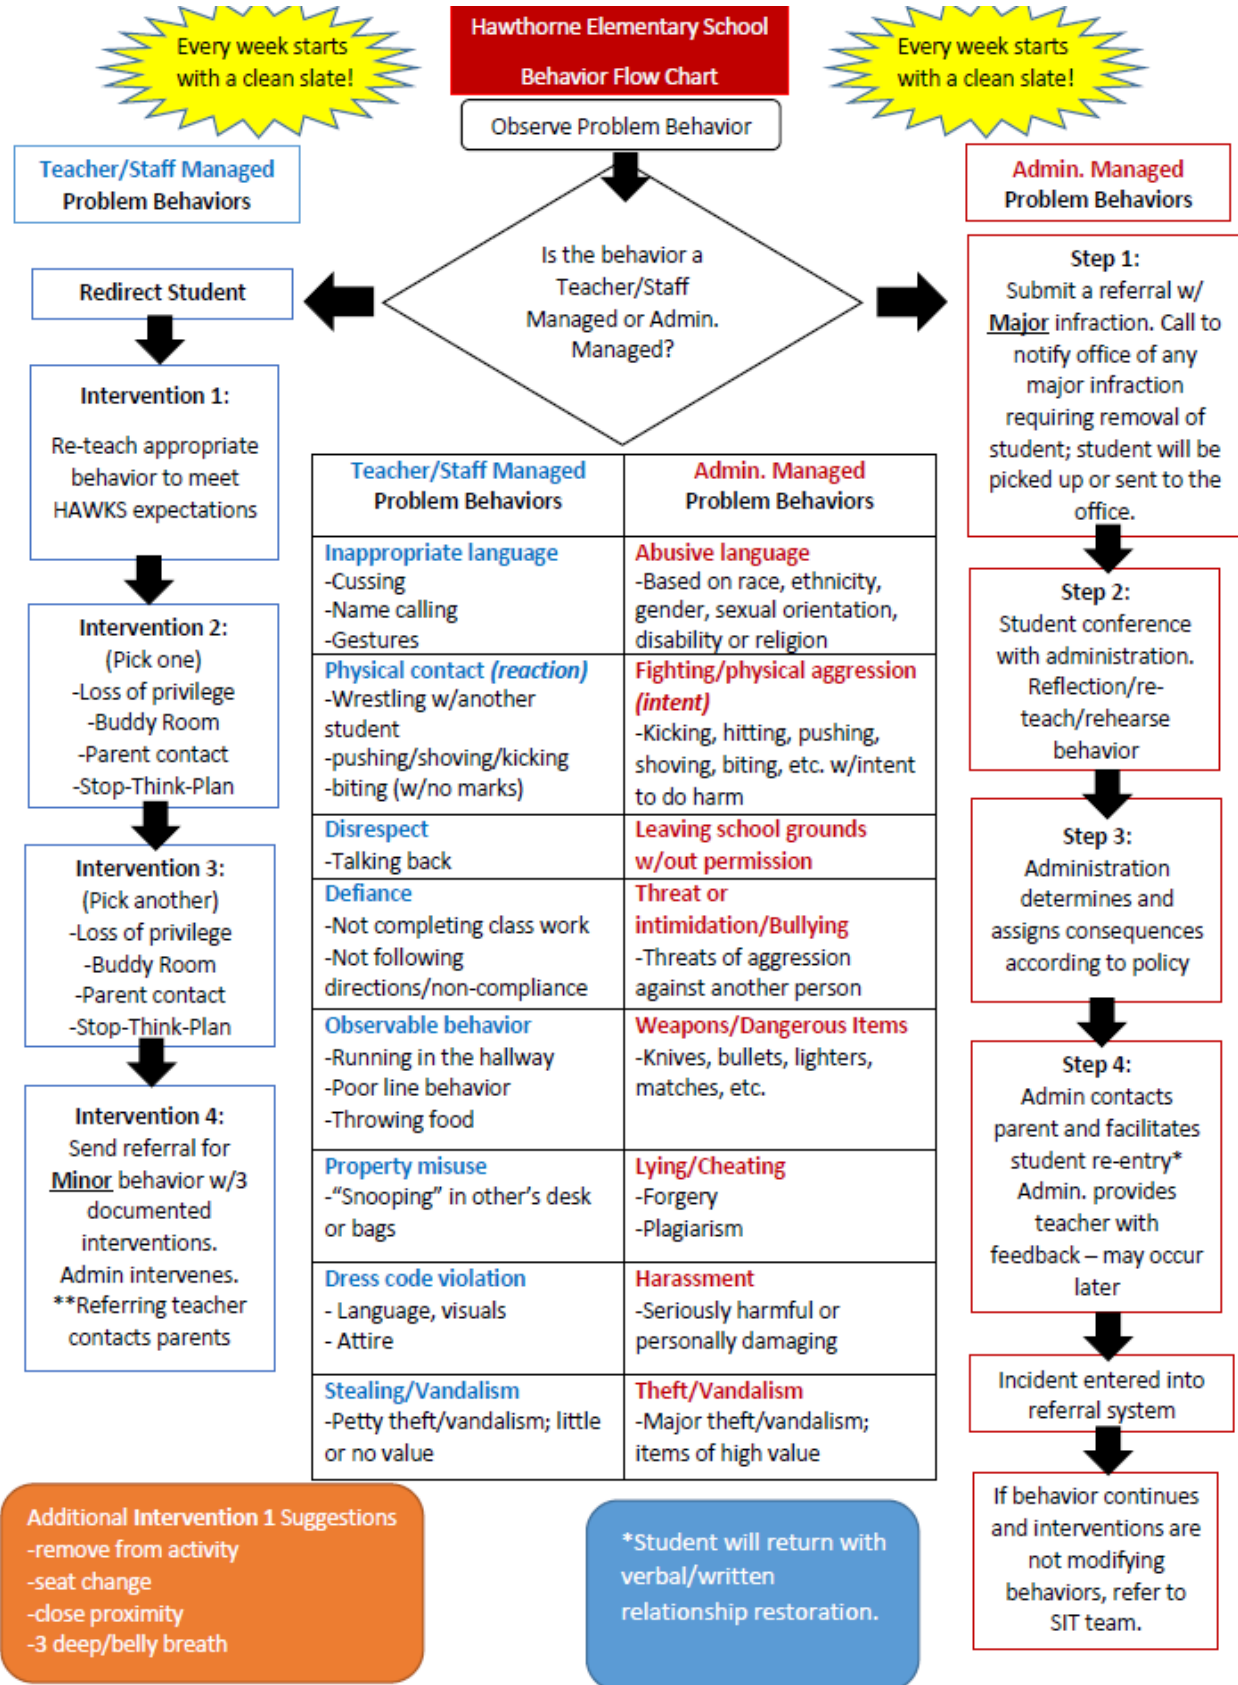 Every week starts
with a clean slate!
Hawthorne Elementary School
Behavior Flow Chart
Every week starts
with a clean slate!
Observe Problem Behavior
Teacher/Staff Managed
Problem Behaviors
Admin. Managed
Problem Behaviors
Is the behavior a
Teacher/Staff
Managed or Admin.
Managed?
Redirect Student
Intervention 1:
Re-teach appropriate
behavior to meet
HAWKS expectations
Intervention 2:
(Pick one)
-Loss of privilege
-Buddy Room
-Parent contact
-Stop-Think-Plan
Intervention 3:
(Pick another)
-Loss of privilege
-Buddy Room
-Parent contact
-Stop-Think-Plan
Intervention 4:
Send referral for
Minor behavior w/3
documented
interventions.
Admin intervenes.
**Referring teacher
contacts parents
Teacher/Staff Managed
Problem Behaviors
Admin. Managed
Problem Behaviors
Inappropriate language
-Cussing
-Name calling
-Gestures
Abusive language
-Based on race, ethnicity,
gender, sexual orientation,
disability or religion
Physical contact (reaction)
-Wrestling w/another
student
-pushing/shoving/kicking
-biting (w/no marks)
Fighting/physical aggression
(intent)
-Kicking, hitting, pushing,
shoving, biting, etc. w/intent
to do harm
Disrespect
-Talking back
Leaving school grounds
w/out permission
Defiance
-Not completing class work
-Not following
directions/non-compliance
Threat or
intimidation/Bullying
-Threats of aggression
against another person
Observable behavior
-Running in the hallway
-Poor line behavior
-Throwing food
Weapons/Dangerous Items
-Knives, bullets, lighters,
matches, etc.
Property misuse
-“Snooping” in other’s desk
or bags
Lying/Cheating
-Forgery
-Plagiarism
Dress code violation
- Language, visuals
- Attire
Harassment
-Seriously harmful or
personally damaging
Stealing/Vandalism
-Petty theft/vandalism; little
or no value
Theft/Vandalism
-Major theft/vandalism;
items of high value
Step 1:
Submit a referral w/
Major infraction. Call to
notify office of any
major infraction
requiring removal of
student; student will be
picked up or sent to the
office.
Step 2:
Student conference
with administration.
Reflection/re-
teach/rehearse
behavior
Step 3:
Administration
determines and
assigns consequences
according to policy
Step 4:
Admin contacts
parent and facilitates
student re-entry*
Admin. provides
teacher with
feedback – may occur
later
Incident entered into
referral system
If behavior continues
and interventions are
not modifying
behaviors, refer to
SIT team.
Additional Intervention 1 Suggestions
-remove from activity
-seat change
-close proximity
-3 deep/belly breath
*Student will return with
verbal/written
relationship restoration.